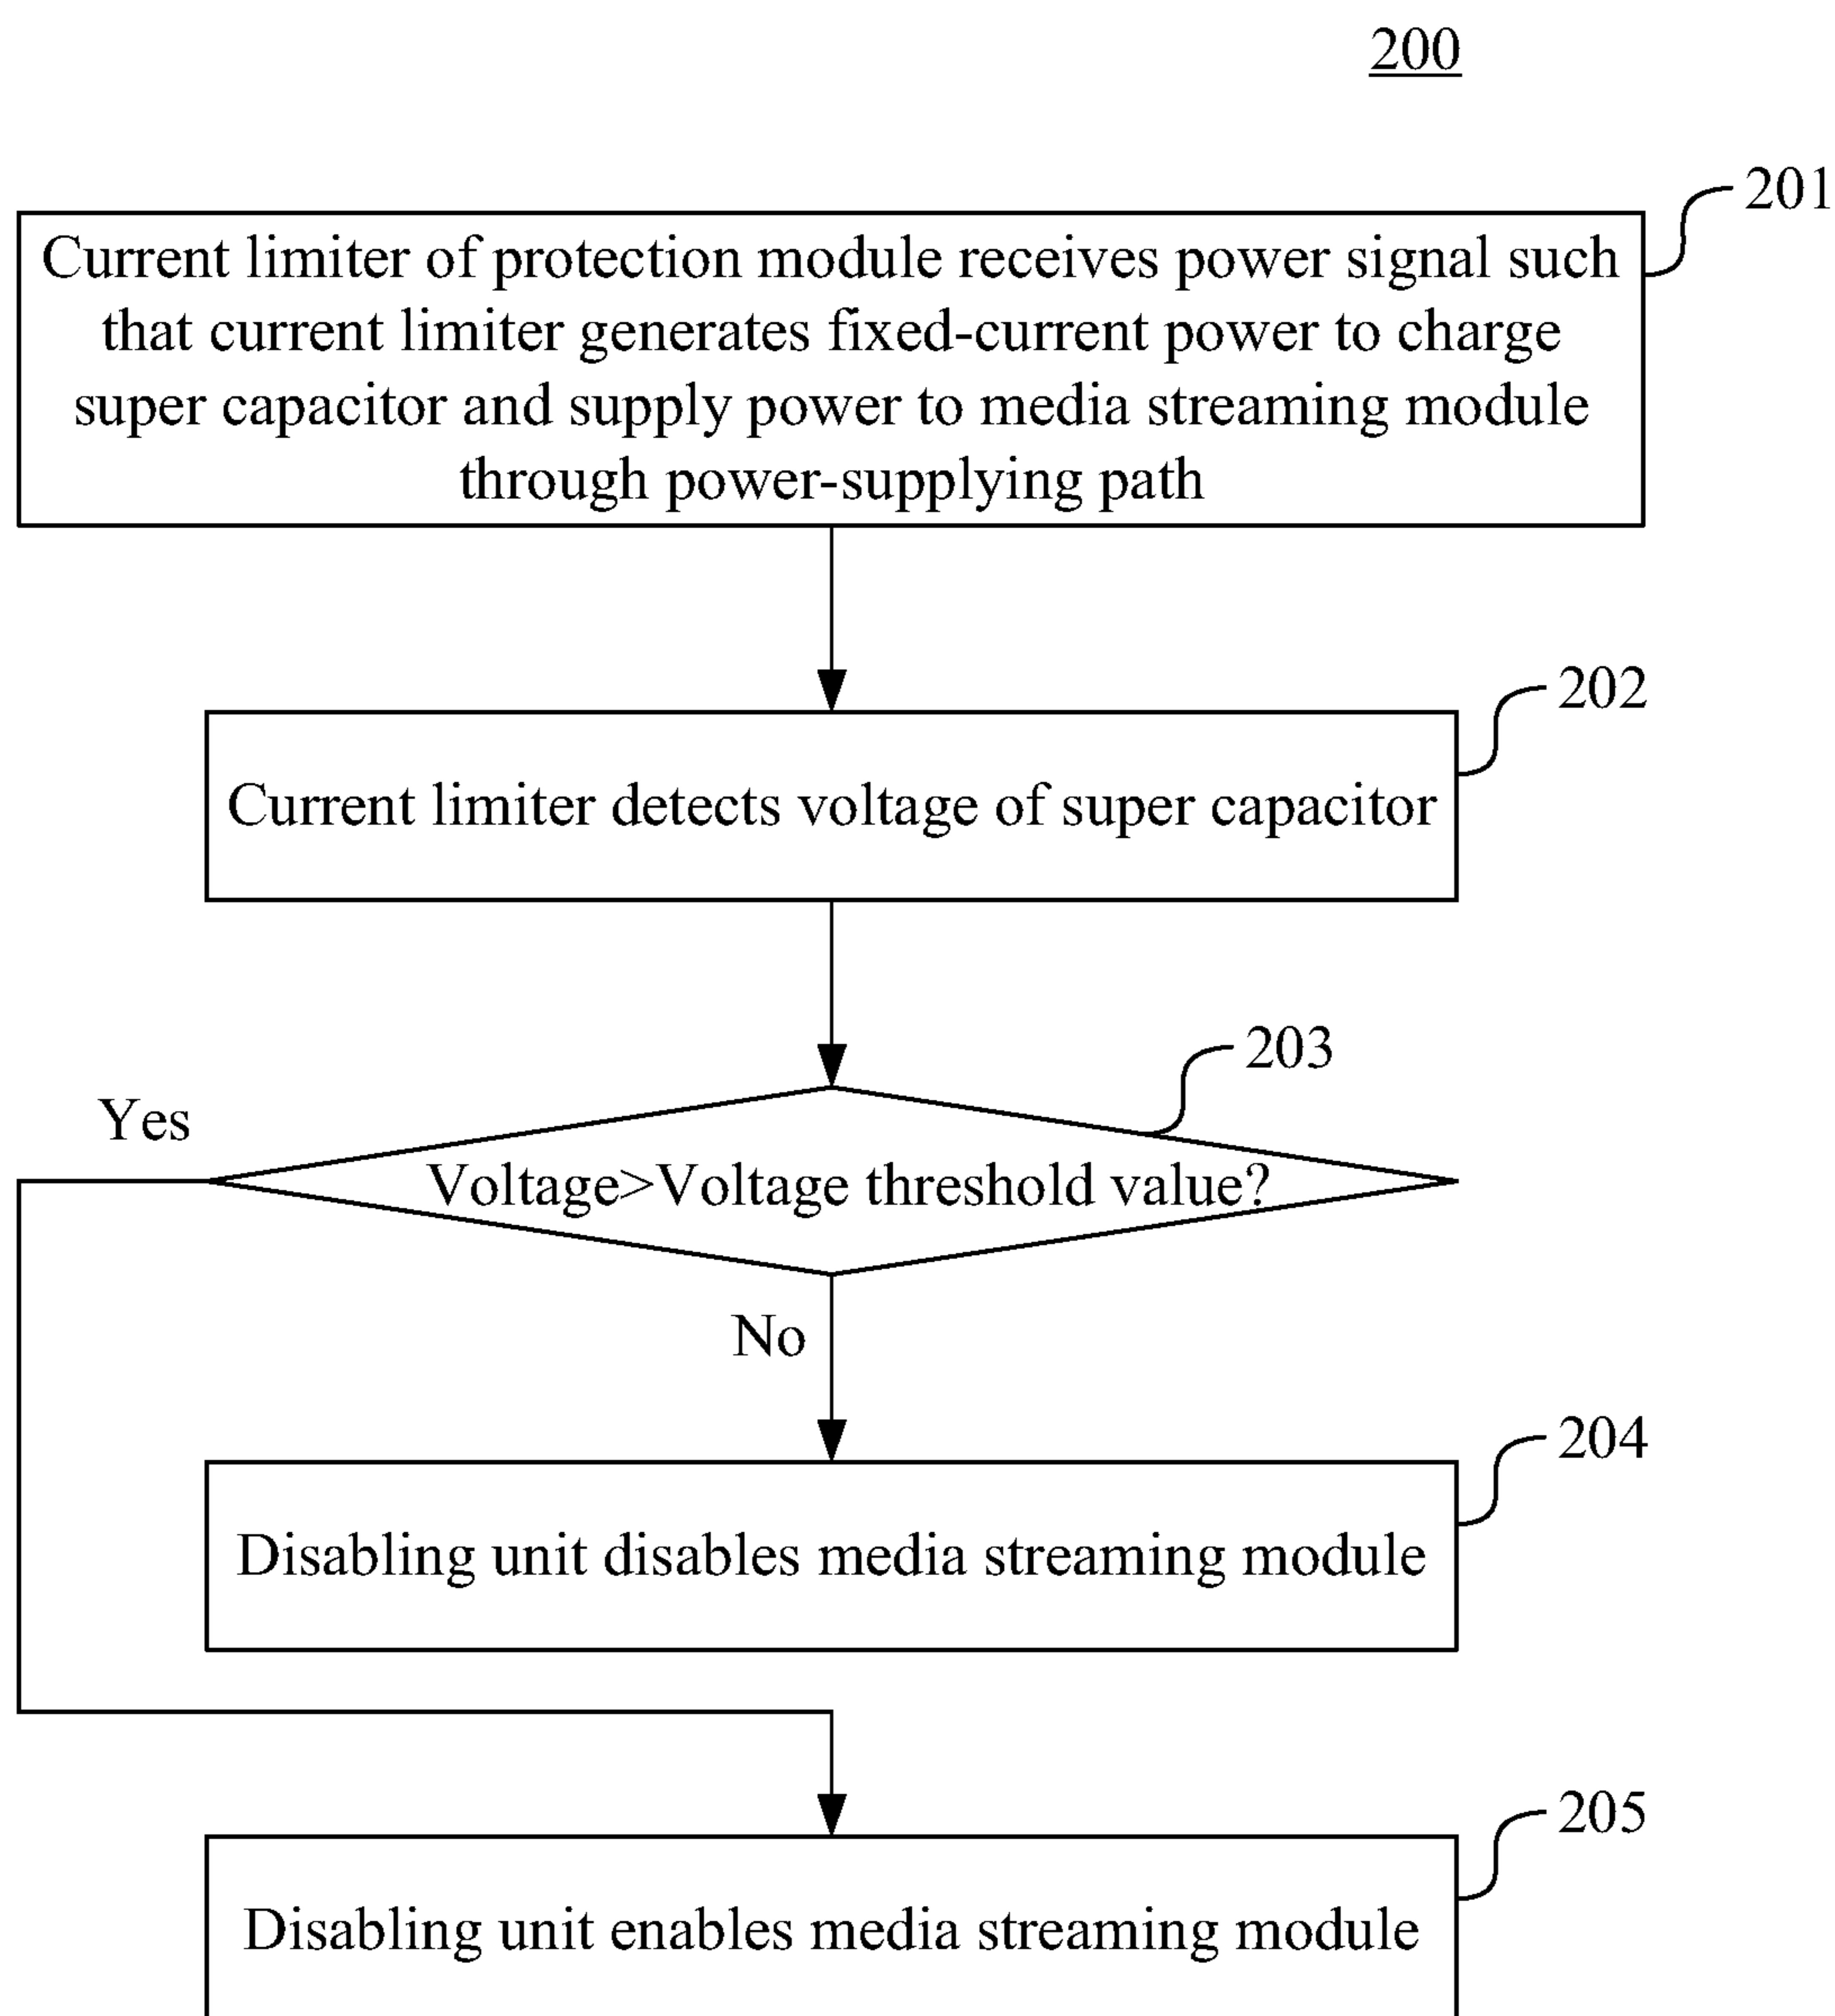 200
201
Current limiter of protection module receives power signal such
that current limiter generates fixed-current power to charge
super capacitor and supply power to media streaming module
through power-supplying path
202
Current limiter detects voltage of super capacitor
203
Yes
Voltage>Voltage threshold value?
No
204
Disabling unit disables media streaming module
205
Disabling unit enables media streaming module